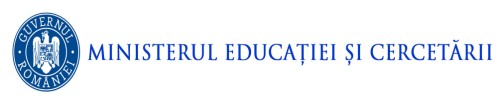 GUVERNUL
ROMÂNIEI
MINISTERUL EDUCAȚIEI ȘI CERCETĂRII